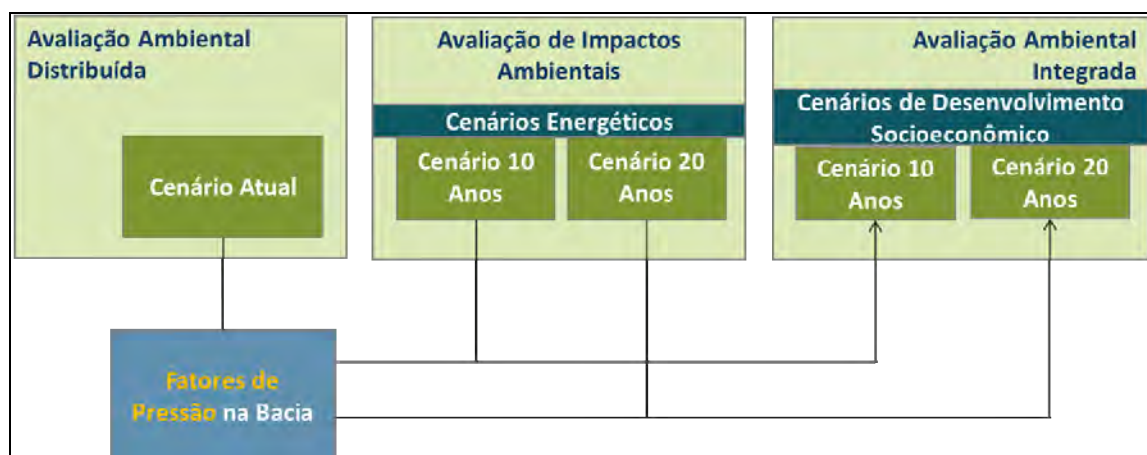 Avaliação Ambiental
Distribuída
Cenário Atual
Avaliação de Impactos
Ambientais
Cenários Energéticos
Cenário 10
Anos
Cenário 20
Anos
Avaliação Ambiental
Integrada
Cenários de Desenvolvimento
Socioeconômico
Cenário 10
Anos
Cenário 20
Anos
Fatores de
Pressão na Bacia